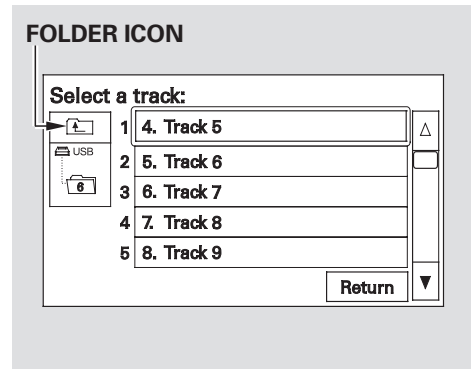 FOLDER ICON
Select a track:
1 4. Track 5
USB
2 5. Track 6
6
3 6. Track 7
4 7. Track 8
5 8. Track 9
Return